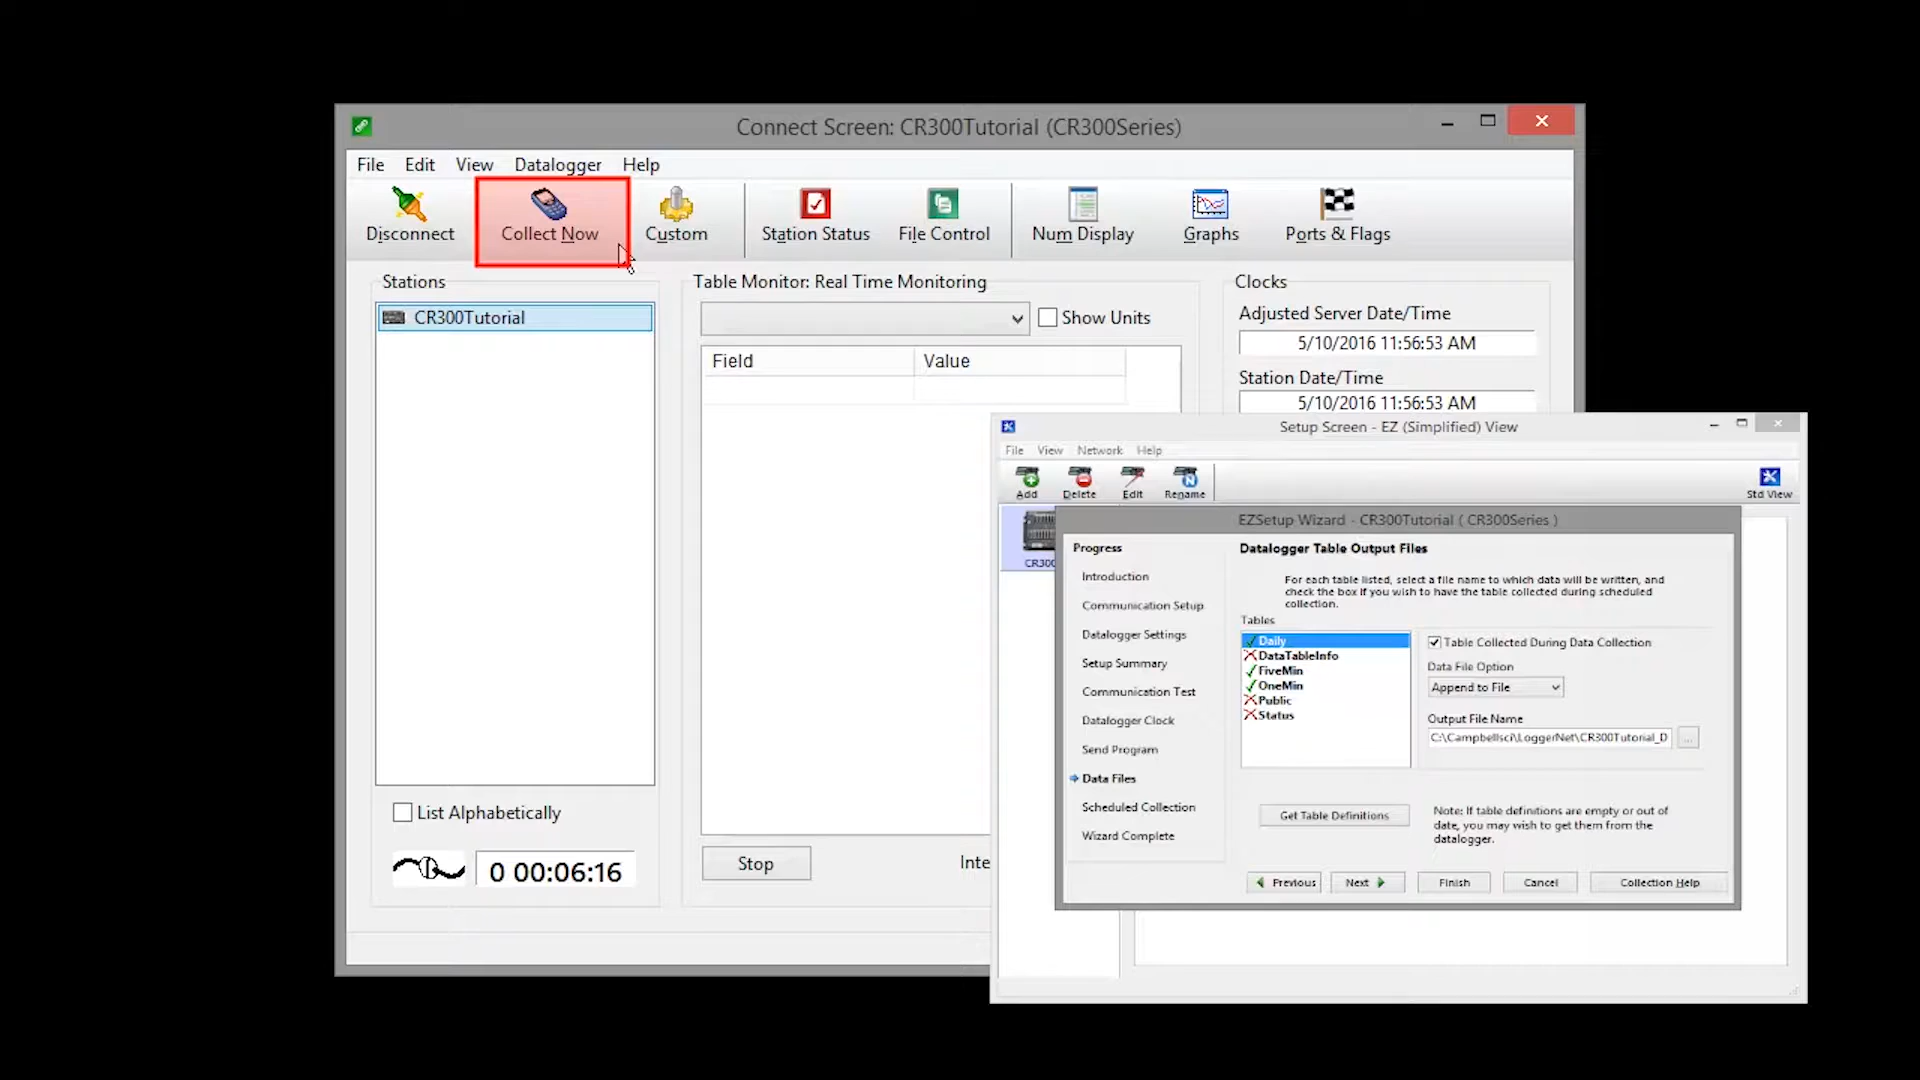 Connect Screen: CR300Tutorial (CR300Series)
File Edit View Datalogger Help
Disconnect Collect Now Custom Station Status File Control Num Display Graphs Ports & Flags
Stations
CR300Tutorial
List Alphabetically
0 00:06:16
Table Monitor: Real Time Monitoring
Show Units
Field Value
Stop
Inte
Clocks
Adjusted Server Date/Time
5/10/2016 11:56:53 AM
Station Date/Time
5/10/2016 11:56:53 AM
Setup Screen - EZ (Simplified) View
File View Network Help
Add Delete Edit Rename Std View
CR300
EZSetup Wizard - CR300Tutorial ( CR300Series )
Progress
Introduction
Communication Setup
Datalogger Settings
Setup Summary
Communication Test
Datalogger Clock
Send Program
Data Files
Scheduled Collection
Wizard Complete
Datalogger Table Output Files
For each table listed, select a file name to which data will be written, and
check the box if you wish to have the table collected during scheduled
collection.
Tables
Daily
DataTableInfo
FiveMin
OneMin
Public
Status
Table Collected During Data Collection
Data File Option
Append to File
Output File Name
C:\Campbellsci\LoggerNet\CR300Tutorial_D
...
Get Table Definitions
Note: If table definitions are empty or out of
date, you may wish to get them from the
datalogger.
Previous Next Finish Cancel Collection Help